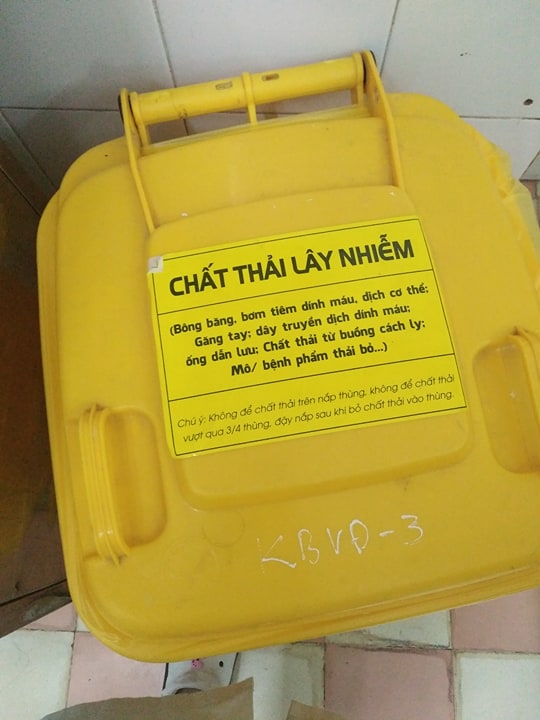 CHẤT THẢI LÂY NHIỄM
(Bông băng, bơm tiêm dính máu, dịch cơ thể;
Găng tay; dây truyền dịch dính máu;
ống dẫn lưu; Chất thải từ buồng cách ly;
Mô/ bệnh phẩm thải bỏ...)
Chú ý: Không để chất thải trên nắp thùng, không để chất thải
vượt qua 3/4 thùng, đậy nắp sau khi bỏ chất thải vào thùng.
KBVĐ-3